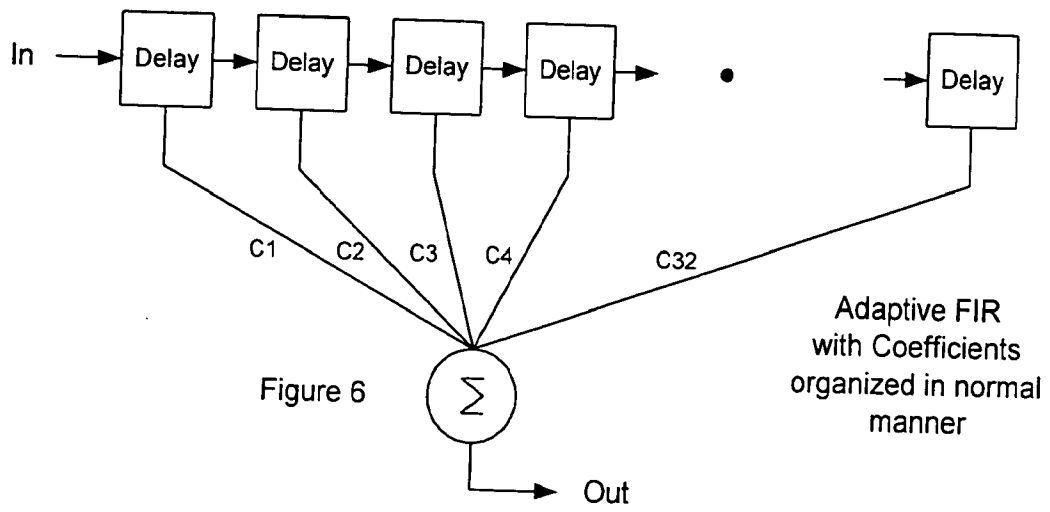 In
Delay
Delay
Delay
Delay
Delay
C1
C2
C3
C4
C32
Adaptive FIR
with Coefficients
organized in normal
manner
Figure 6
Σ
Out